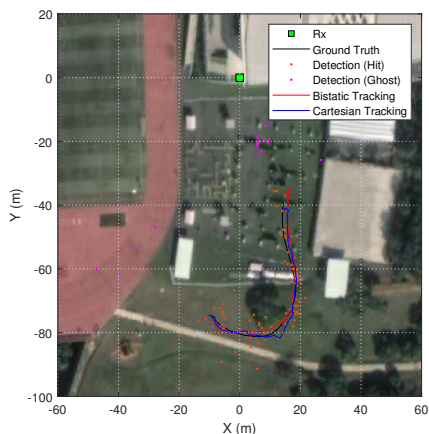 20
0
-20
-40
-60
-80
-100
Y (m)
-60
-40
-20
0
20
40
60
X (m)
Rx
Ground Truth
Detection (Hit)
Detection (Ghost)
Bistatic Tracking
Cartesian Tracking